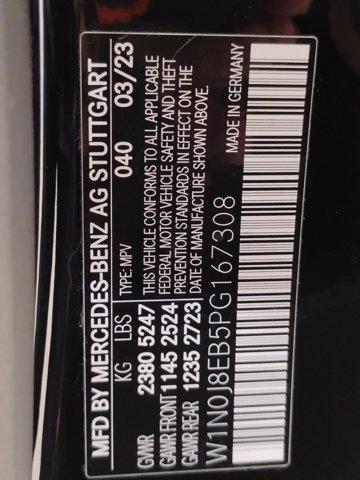 MFD BY MERCEDES-BENZ AG STUTTGART
KG LBS TYPE: MPV 040 03/23
GVWR 2380 5247 THIS VEHICLE CONFORMS TO ALL APPLICABLE
GAWR FRONT 1145 2524 FEDERAL MOTOR VEHICLE SAFETY AND THEFT
GAWR REAR 1235 2723 PREVENTION STANDARDS IN EFFECT ON THE
DATE OF MANUFACTURE SHOWN ABOVE.
W1N0J8EB5PG167308
MADE IN GERMANY